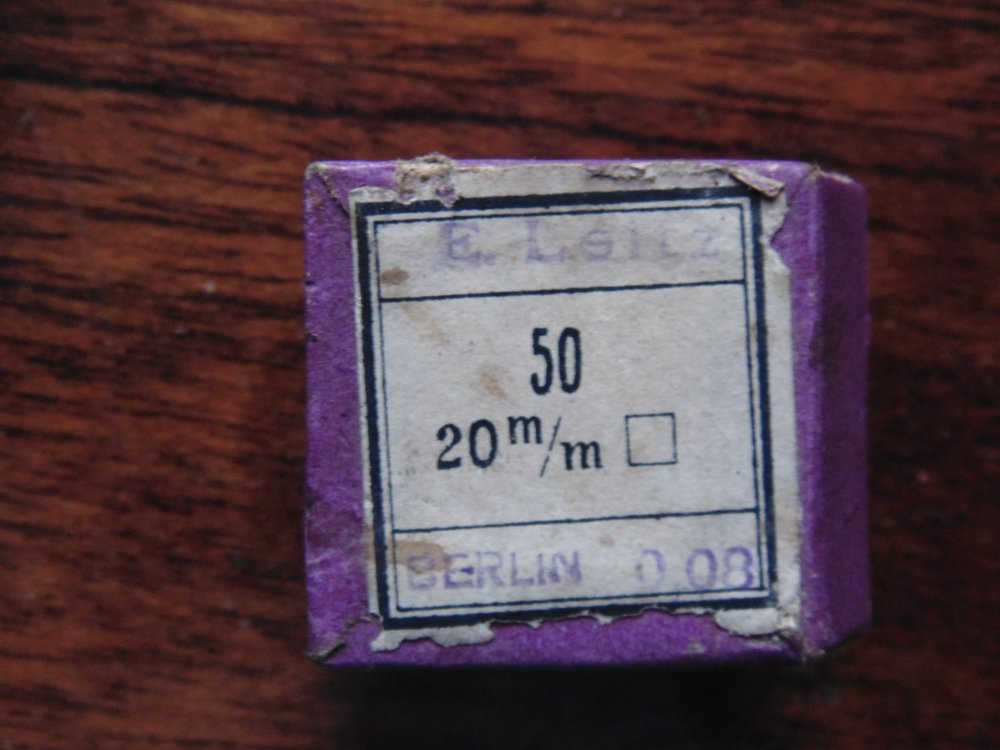 E. Leitz
50
20 m/m □
BERLIN 0.08